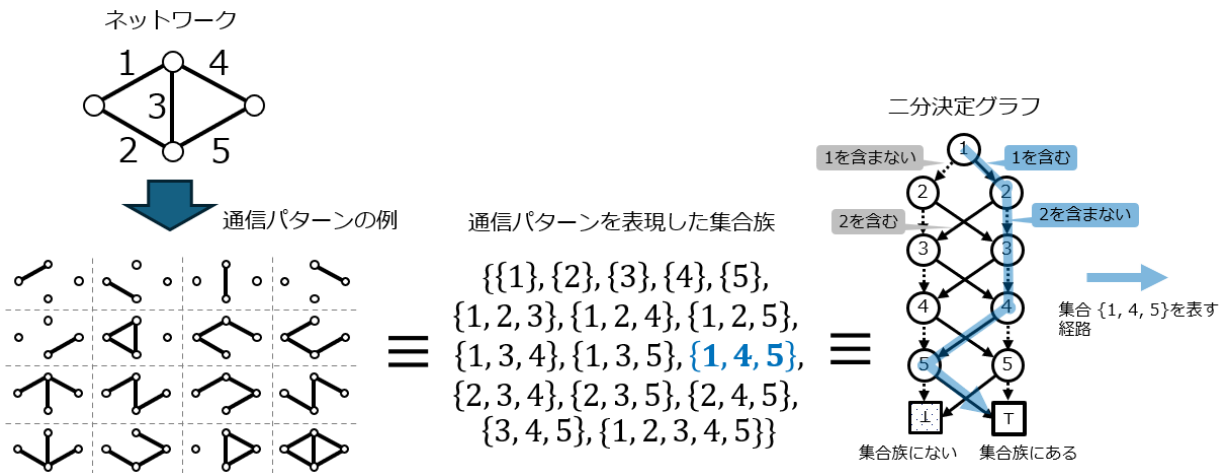 ネットワーク
1 4
3
2 5
通信パターンの例
通信パターンを表現した集合族
{{1}, {2}, {3}, {4}, {5},
{1, 2, 3}, {1, 2, 4}, {1, 2, 5},
{1, 3, 4}, {1, 3, 5}, {1, 4, 5},
{2, 3, 4}, {2, 3, 5}, {2, 4, 5},
{3, 4, 5}, {1, 2, 3, 4, 5}}
≡
≡
二分決定グラフ
1を含まない 1 1を含む
2 2
2を含む 2を含まない
3 3
4 4
5 5
⊥ ⊤
集合族にない 集合族にある
集合 {1, 4, 5}を表す
経路